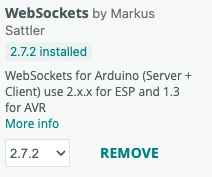 WebSockets by Markus
Sattler
2.7.2 installed
WebSockets for Arduino (Server +
Client) use 2.x.x for ESP and 1.3
for AVR
More info
2.7.2
REMOVE